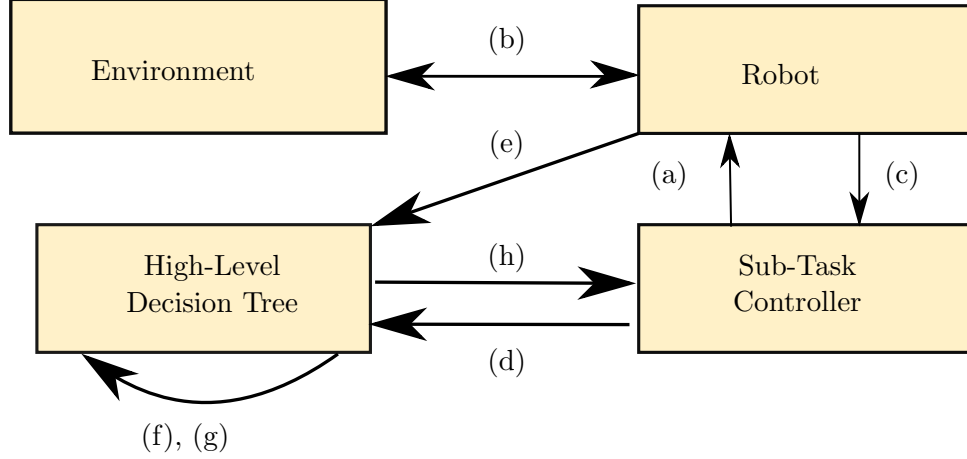 (b)
Environment
Robot
(e)
(a)
(c)
High-Level
Decision Tree
(h)
Sub-Task
Controller
(d)
(f), (g)